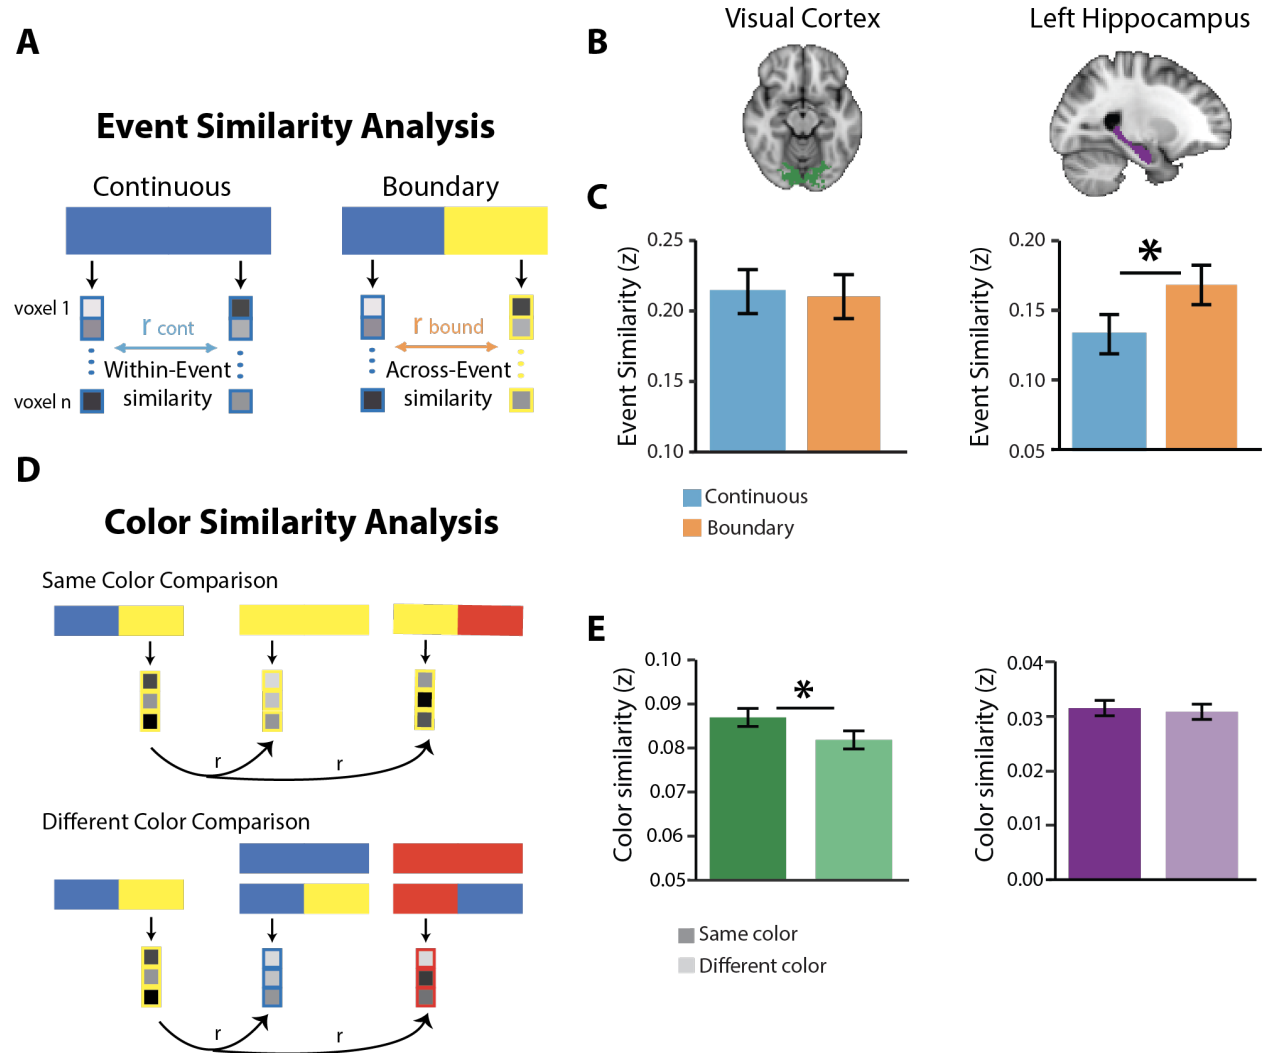 A
Event Similarity Analysis
Continuous
Boundary
voxel 1
r cont
r bound
Within-Event
similarity
Across-Event
similarity
voxel n
B
Visual Cortex
Left Hippocampus
C
Event Similarity (z)
0.25
0.20
0.15
0.10
Event Similarity (z)
0.20
0.15
0.10
0.05
*
Continuous
Boundary
D
Color Similarity Analysis
Same Color Comparison
r
r
Different Color Comparison
r
r
E
Color similarity (z)
0.10
0.09
0.08
0.07
0.06
0.05
*
Color similarity (z)
0.04
0.03
0.02
0.01
0.00
Same color
Different color